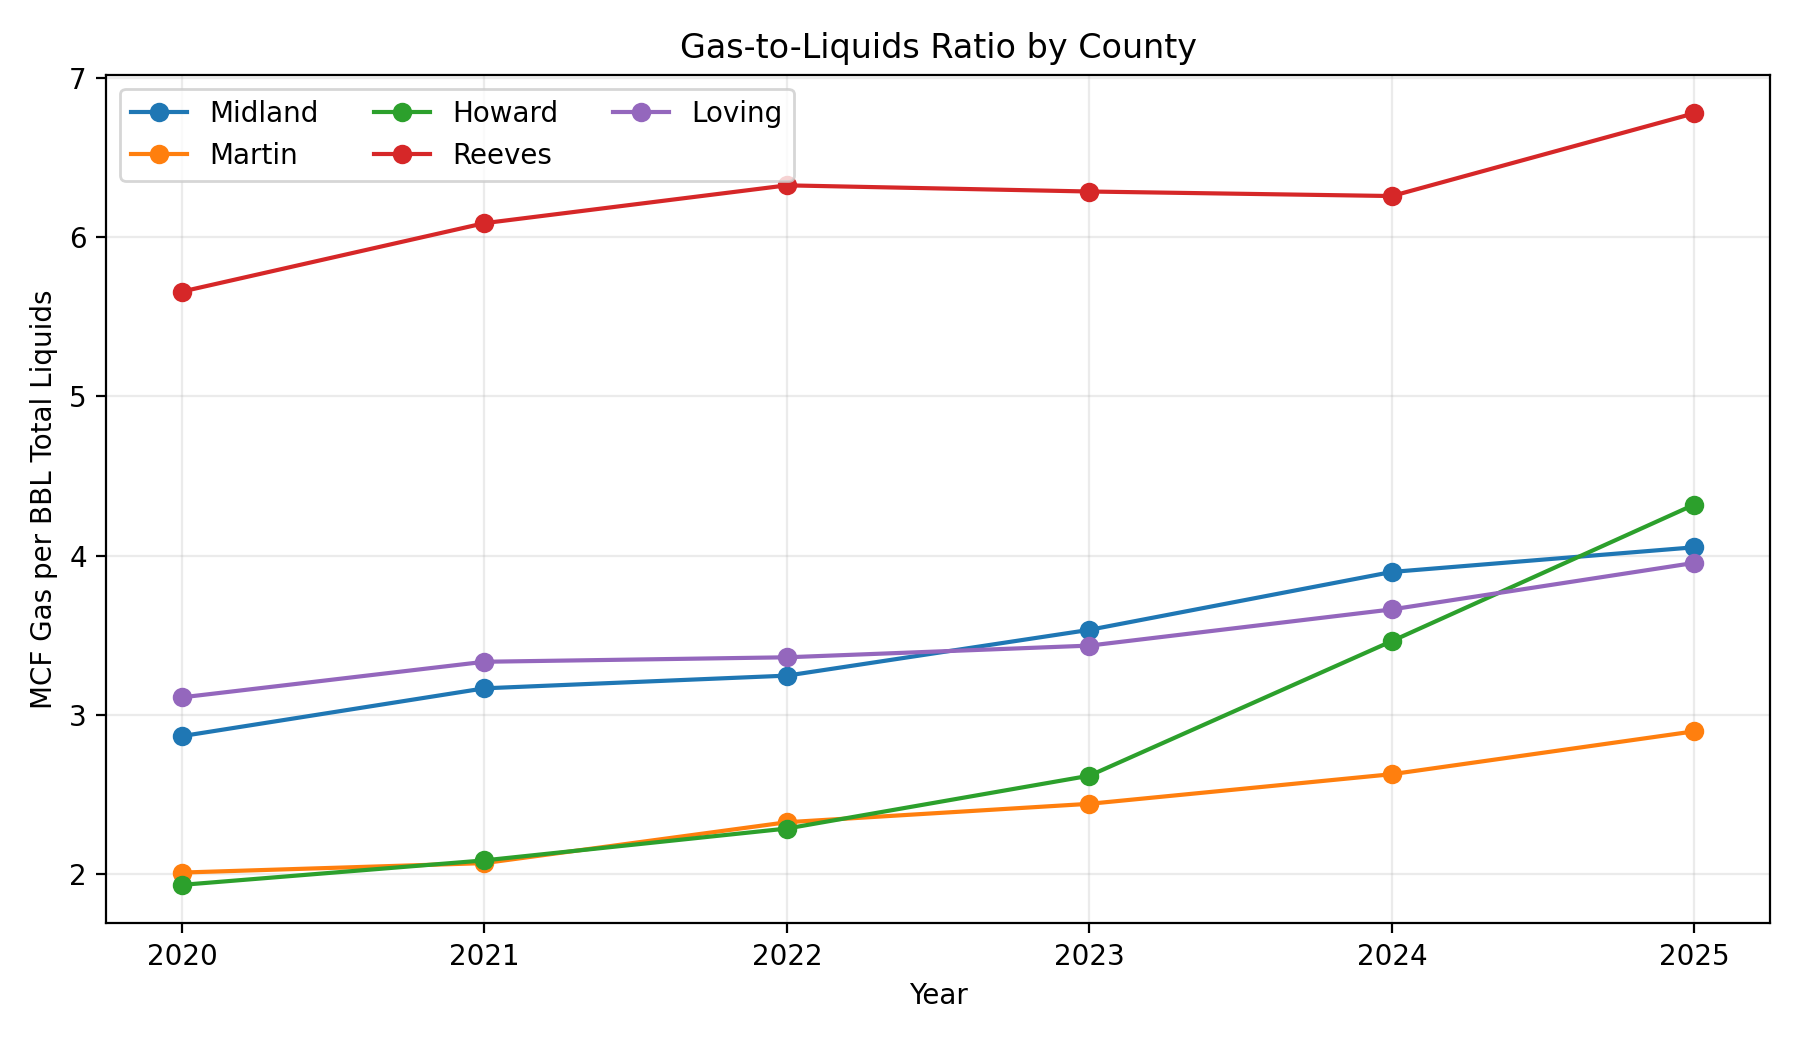 Gas-to-Liquids Ratio by County
Midland
Martin
Howard
Reeves
Loving
MCF Gas per BBL Total Liquids
7
6
5
4
3
2
2020 2021 2022 2023 2024 2025
Year